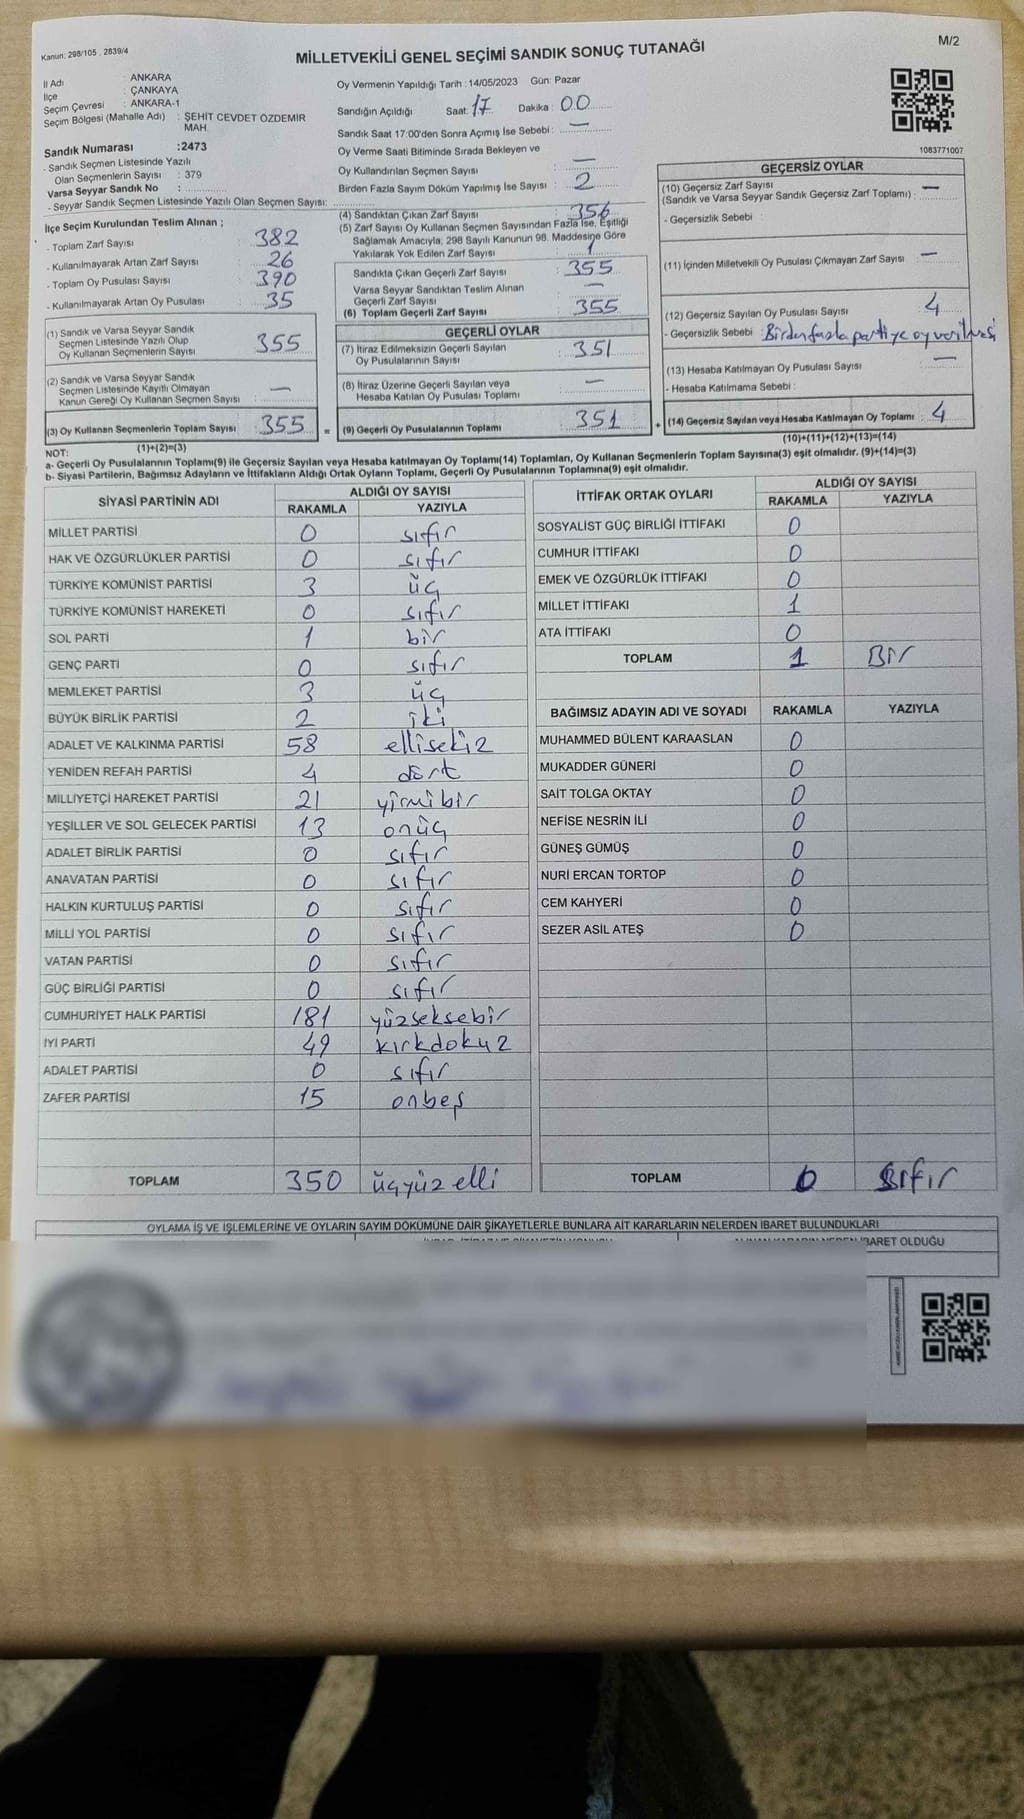 Kanun: 298/105 , 2839/4
MİLLETVEKİLİ GENEL SEÇİMİ SANDIK SONUÇ TUTANAĞI
M/2
İl Adı : ANKARA
İlçe : ÇANKAYA
Seçim Çevresi : ANKARA-1
Seçim Bölgesi (Mahalle Adı) : ŞEHİT CEVDET ÖZDEMİR
MAH.
Sandık Numarası :2473
- Sandık Seçmen Listesinde Yazılı
Olan Seçmenlerin Sayısı : 379
Varsa Seyyar Sandık No :
- Seyyar Sandık Seçmen Listesinde Yazılı Olan Seçmen Sayısı:
Oy Vermenin Yapıldığı Tarih : 14/05/2023 Gün: Pazar
Sandığın Açıldığı Saat: 17 Dakika : 00
Sandık Saat 17:00'den Sonra Açımış İse Sebebi : —
Oy Verme Saati Bitiminde Sırada Bekleyen ve
Oy Kullandırılan Seçmen Sayısı : —
Birden Fazla Sayım Döküm Yapılmış İse Sayısı : 2
1083771007
İlçe Seçim Kurulundan Teslim Alınan ;
- Toplam Zarf Sayısı : 382
- Kullanılmayarak Artan Zarf Sayısı : 26
- Toplam Oy Pusulası Sayısı : 390
- Kullanılmayarak Artan Oy Pusulası : 35
(1) Sandık ve Varsa Seyyar Sandık
Seçmen Listesinde Yazılı Olup
Oy Kullanan Seçmenlerin Sayısı : 355
(2) Sandık ve Varsa Seyyar Sandık
Seçmen Listesinde Kayıtlı Olmayan
Kanun Gereği Oy Kullanan Seçmen Sayısı : —
(3) Oy Kullanan Seçmenlerin Toplam Sayısı : 355 =
(1)+(2)=(3)
(4) Sandıktan Çıkan Zarf Sayısı : 356
(5) Zarf Sayısı Oy Kullanan Seçmen Sayısından Fazla İse, Eşitliği
Sağlamak Amacıyla; 298 Sayılı Kanunun 98. Maddesine Göre
Yakılarak Yok Edilen Zarf Sayısı : 1
Sandıkta Çıkan Geçerli Zarf Sayısı : 355
Varsa Seyyar Sandıktan Teslim Alınan
Geçerli Zarf Sayısı : —
(6) Toplam Geçerli Zarf Sayısı : 355
GEÇERLİ OYLAR
(7) İtiraz Edilmeksizin Geçerli Sayılan
Oy Pusulalarının Sayısı : 351
(8) İtiraz Üzerine Geçerli Sayılan veya
Hesaba Katılan Oy Pusulası Toplamı : —
(9) Geçerli Oy Pusulalarının Toplamı : 351 +
GEÇERSİZ OYLAR
(10) Geçersiz Zarf Sayısı
(Sandık ve Varsa Seyyar Sandık Geçersiz Zarf Toplamı) : —
- Geçersizlik Sebebi :
(11) İçinden Milletvekili Oy Pusulası Çıkmayan Zarf Sayısı : —
(12) Geçersiz Sayılan Oy Pusulası Sayısı : 4
- Geçersizlik Sebebi : Birden fazla partiye oy verilmesi
(13) Hesaba Katılmayan Oy Pusulası Sayısı : —
- Hesaba Katılmama Sebebi :
(14) Geçersiz Sayılan veya Hesaba Katılmayan Oy Toplamı : 4
(10)+(11)+(12)+(13)=(14)
NOT:
a- Geçerli Oy Pusulalarının Toplamı(9) ile Geçersiz Sayılan veya Hesaba katılmayan Oy Toplamı(14) Toplamları, Oy Kullanan Seçmenlerin Toplam Sayısına(3) eşit olmalıdır. (9)+(14)=(3)
b- Siyasi Partilerin, Bağımsız Adayların ve İttifakların Aldığı Ortak Oyların Toplamı, Geçerli Oy Pusulalarının Toplamına(9) eşit olmalıdır.
SİYASİ PARTİNİN ADI ALDIĞI OY SAYISI
RAKAMLA YAZIYLA
MİLLET PARTİSİ 0 sıfır
HAK VE ÖZGÜRLÜKLER PARTİSİ 0 sıfır
TÜRKİYE KOMÜNİST PARTİSİ 3 üç
TÜRKİYE KOMÜNİST HAREKETİ 0 sıfır
SOL PARTİ 1 bir
GENÇ PARTİ 0 sıfır
MEMLEKET PARTİSİ 3 üç
BÜYÜK BİRLİK PARTİSİ 2 iki
ADALET VE KALKINMA PARTİSİ 58 ellisekiz
YENİDEN REFAH PARTİSİ 4 dört
MİLLİYETÇİ HAREKET PARTİSİ 21 yirmibir
YEŞİLLER VE SOL GELECEK PARTİSİ 13 onüç
ADALET BİRLİK PARTİSİ 0 sıfır
ANAVATAN PARTİSİ 0 sıfır
HALKIN KURTULUŞ PARTİSİ 0 sıfır
MİLLİ YOL PARTİSİ 0 sıfır
VATAN PARTİSİ 0 sıfır
GÜÇ BİRLİĞİ PARTİSİ 0 sıfır
CUMHURİYET HALK PARTİSİ 181 yüzseksebir
İYİ PARTİ 49 kırkdokuz
ADALET PARTİSİ 0 sıfır
ZAFER PARTİSİ 15 onbeş
TOPLAM 350 üçyüzelli
İTTİFAK ORTAK OYLARI ALDIĞI OY SAYISI
RAKAMLA YAZIYLA
SOSYALİST GÜÇ BİRLİĞİ İTTİFAKI 0
CUMHUR İTTİFAKI 0
EMEK VE ÖZGÜRLÜK İTTİFAKI 0
MİLLET İTTİFAKI 1
ATA İTTİFAKI 0
TOPLAM 1 Bir
BAĞIMSIZ ADAYIN ADI VE SOYADI RAKAMLA YAZIYLA
MUHAMMED BÜLENT KARAASLAN 0
MUKADDER GÜNERİ 0
SAİT TOLGA OKTAY 0
NEFİSE NESRİN İLİ 0
GÜNEŞ GÜMÜŞ 0
NURİ ERCAN TORTOP 0
CEM KAHYERİ 0
SEZER ASİL ATEŞ 0
TOPLAM 0 Sıfır
OYLAMA İŞ VE İŞLEMLERİNE VE OYLARIN SAYIM DÖKÜMÜNE DAİR ŞİKAYETLERLE BUNLARA AİT KARARLARIN NELERDEN İBARET BULUNDUKLARI
İBARET OLDUĞU